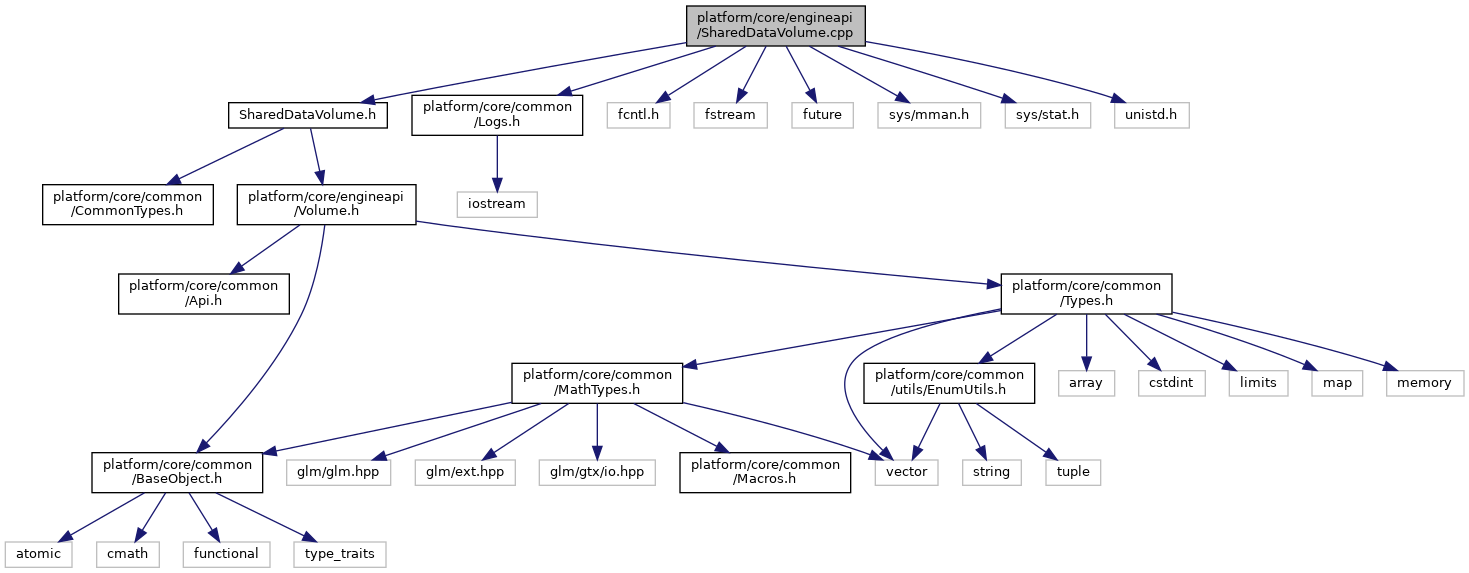 platform/core/engineapi
/SharedDataVolume.cpp
SharedDataVolume.h
platform/core/common
/Logs.h
fcntl.h
fstream
future
sys/mman.h
sys/stat.h
unistd.h
platform/core/common
/CommonTypes.h
platform/core/engineapi
/Volume.h
iostream
platform/core/common
/Api.h
platform/core/common
/Types.h
platform/core/common
/MathTypes.h
platform/core/common
/utils/EnumUtils.h
array
cstdint
limits
map
memory
platform/core/common
/BaseObject.h
glm/glm.hpp
glm/ext.hpp
glm/gtx/io.hpp
platform/core/common
/Macros.h
vector
string
tuple
atomic
cmath
functional
type_traits